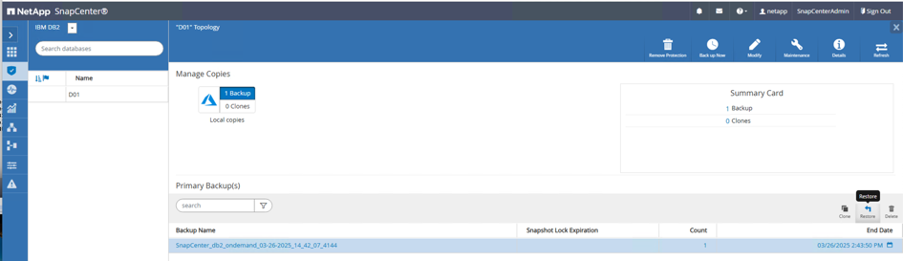 NetApp SnapCenter®
netapp SnapCenterAdmin Sign Out
IBM DB2
"D01" Topology
Search databases
Remove Protection Back up Now Modify Maintenance Details Refresh
Name
D01
Manage Copies
1 Backup
0 Clones
Local copies
Summary Card
1 Backup
0 Clones
Primary Backup(s)
search
Restore
Clone Restore Delete
Backup Name Snapshot Lock Expiration Count End Date
SnapCenter_db2_ondemand_03-26-2025_14_42_07_4144 1 03/26/2025 2:43:50 PM